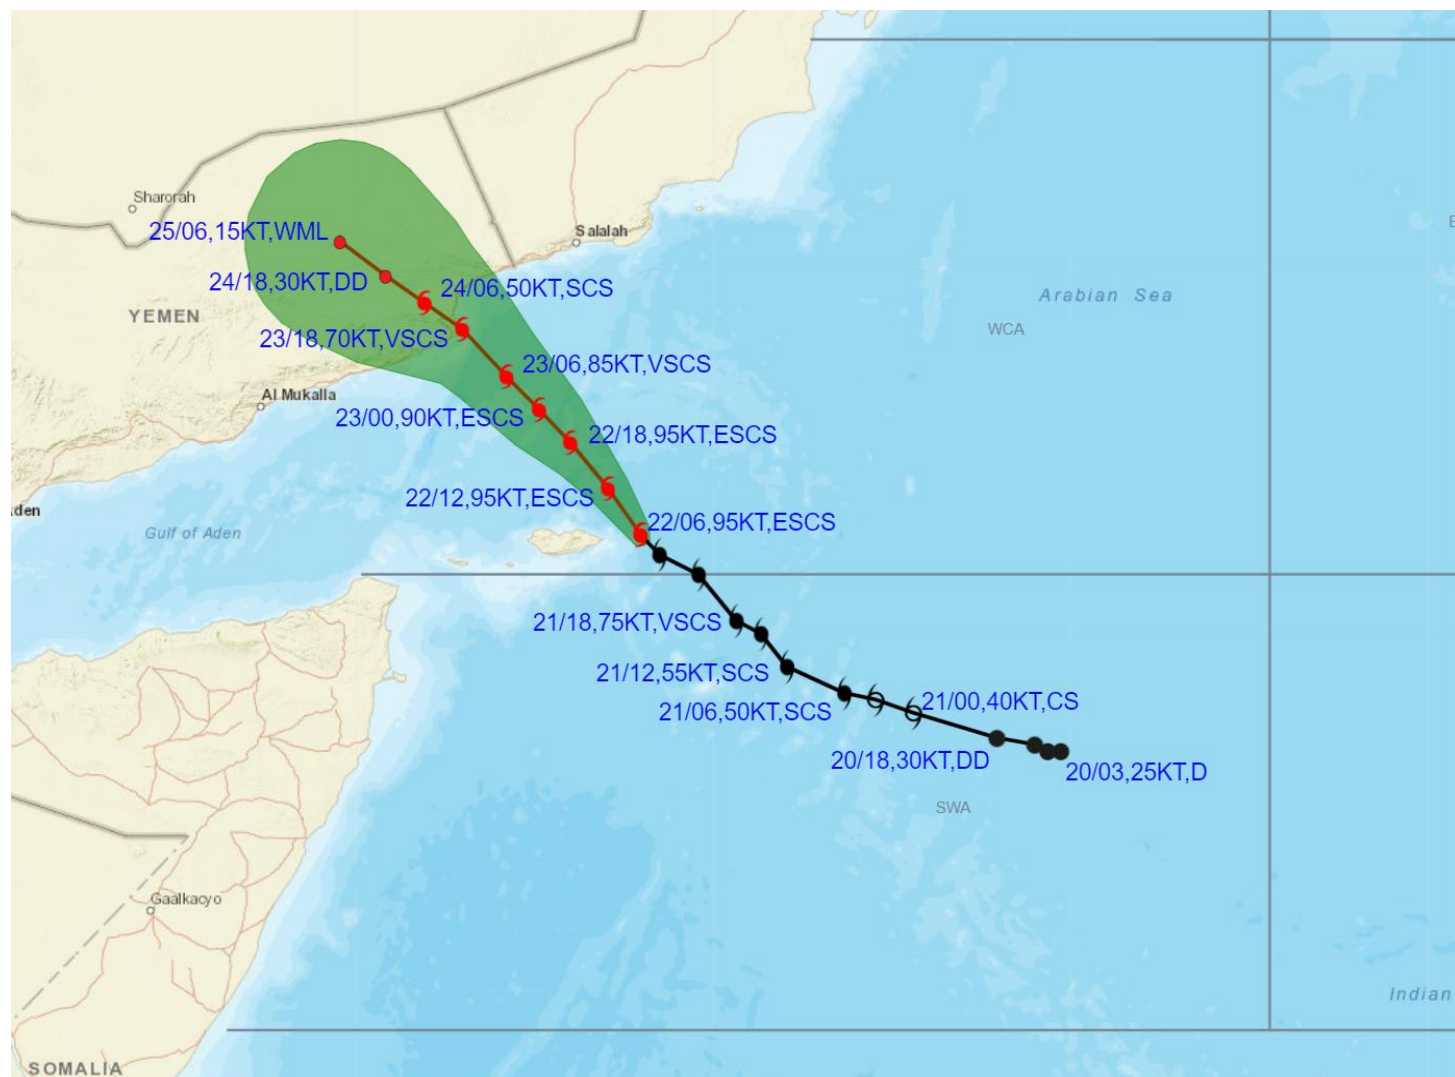 Sharorah
25/06,15KT,WML
Salalah
24/18,30KT,DD
24/06,50KT,SCS
Arabian Sea
YEMEN
WCA
23/18,70KT,VSCS
23/06,85KT,VSCS
Al Mukalla
23/00,90KT,ESCS
22/18,95KT,ESCS
22/12,95KT,ESCS
den
Gulf of Aden
22/06,95KT,ESCS
21/18,75KT,VSCS
21/12,55KT,SCS
21/06,50KT,SCS
21/00,40KT,CS
20/18,30KT,DD
20/03,25KT,D
SWA
Gaalkacyo
Indian
SOMALIA